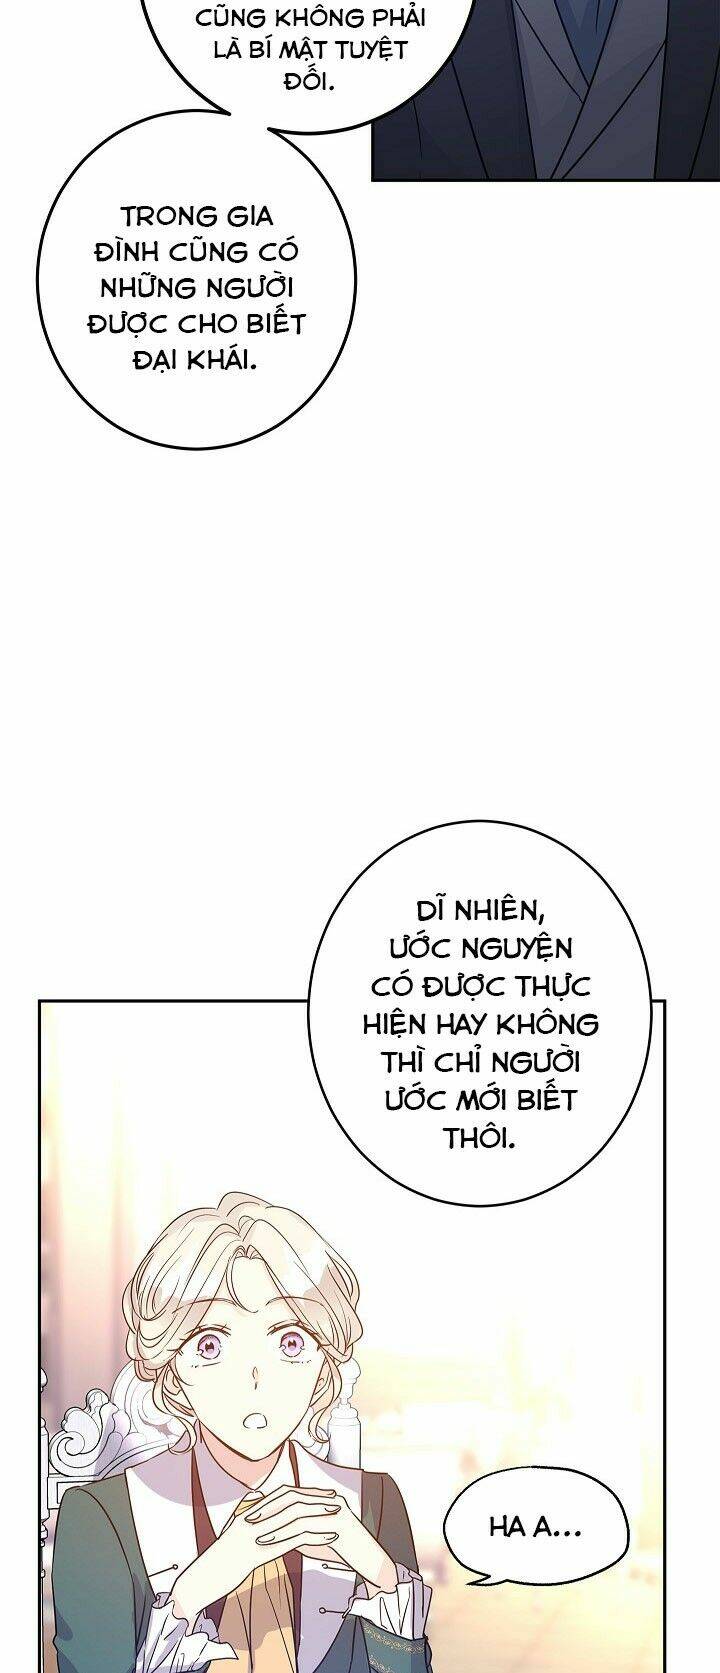 CŨNG KHÔNG PHẢI
LÀ BÍ MẬT TUYỆT
ĐỐI.
TRONG GIA
ĐÌNH CŨNG CÓ
NHỮNG NGƯỜI
ĐƯỢC CHO BIẾT
ĐẠI KHÁI.
DĨ NHIÊN,
ƯỚC NGUYỆN
CÓ ĐƯỢC THỰC
HIỆN HAY KHÔNG
THÌ CHỈ NGƯỜI
ƯỚC MỚI BIẾT
THÔI.
HA A...